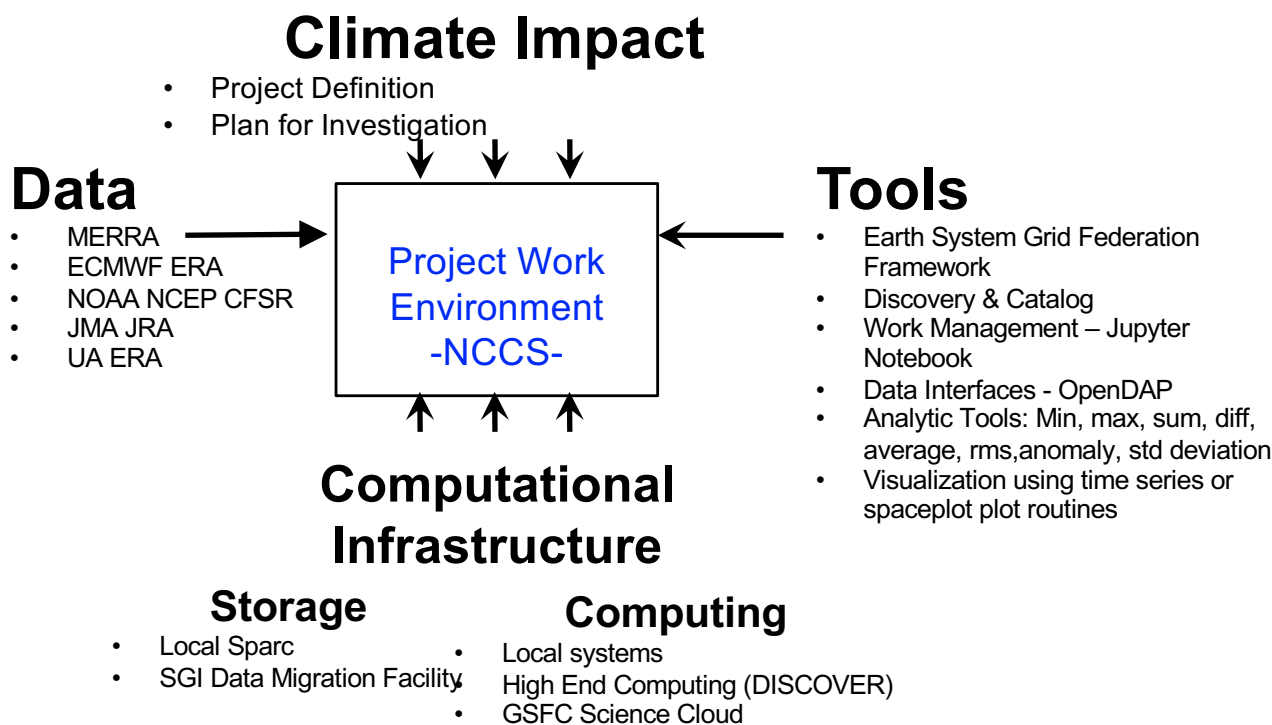 Climate Impact
• Project Definition
• Plan for Investigation
Data
• MERRA
• ECMWF ERA
• NOAA NCEP CFSR
• JMA JRA
• UA ERA
Project Work
Environment
-NCCS-
Tools
• Earth System Grid Federation
Framework
• Discovery & Catalog
• Work Management – Jupyter
Notebook
• Data Interfaces - OpenDAP
• Analytic Tools: Min, max, sum, diff,
average, rms,anomaly, std deviation
• Visualization using time series or
spaceplot plot routines
Computational
Infrastructure
Storage
• Local Sparc
• SGI Data Migration Facility
Computing
• Local systems
• High End Computing (DISCOVER)
• GSFC Science Cloud